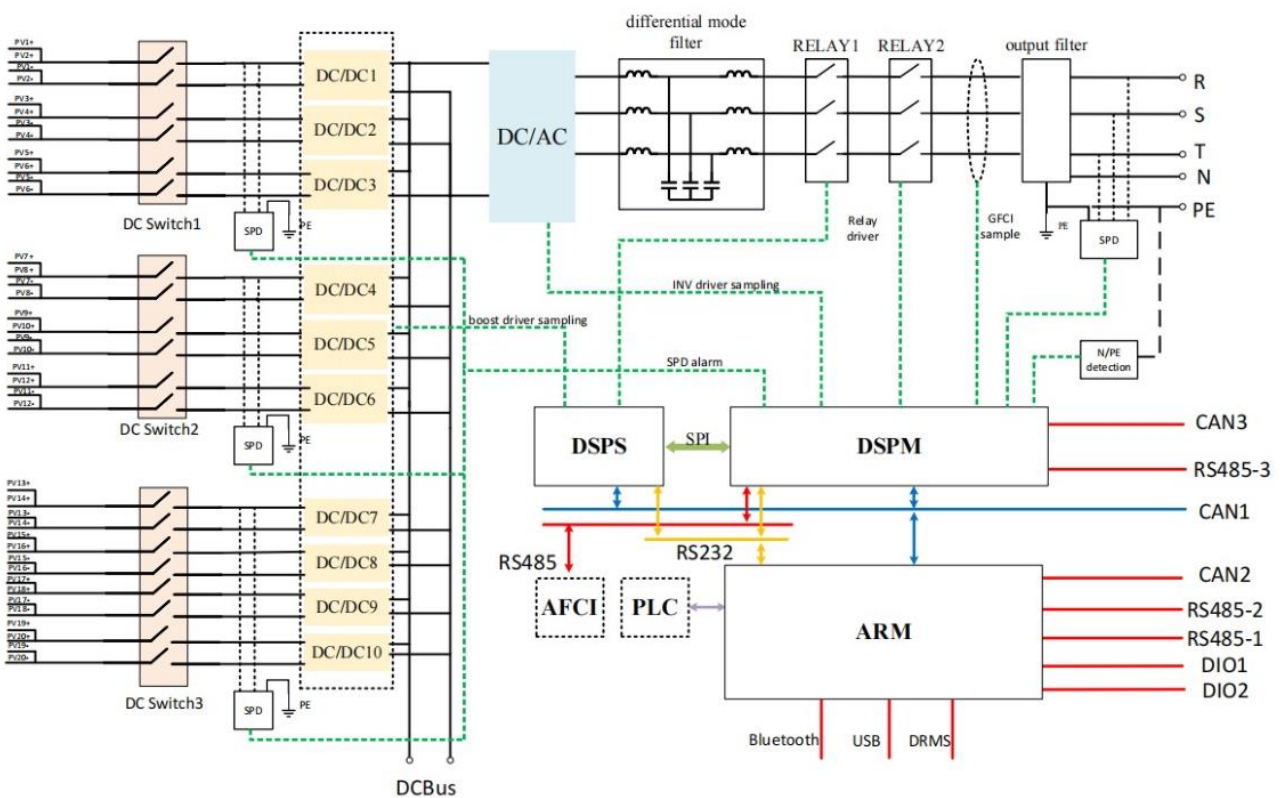 differential mode
filter
RELAY1
RELAY2
output filter
PV1+
PV2+
PV1-
PV2-
PV3+
PV4+
PV3-
PV4-
PV5+
PV6+
PV5-
PV6-
DC Switch1
DC/DC1
DC/DC2
DC/DC3
SPD
PE
DC/AC
R
S
T
N
PE
PE
SPD
Relay
driver
GFCI
sample
PV7+
PV8+
PV7-
PV8-
PV9+
PV10+
PV9-
PV10-
PV11+
PV12+
PV11-
PV12-
DC Switch2
DC/DC4
DC/DC5
DC/DC6
SPD
PE
INV driver sampling
boost driver sampling
SPD alarm
N/PE
detection
DSPS
SPI
DSPM
CAN3
RS485-3
CAN1
PV13+
PV14+
PV13-
PV14-
PV15+
PV16+
PV15-
PV16-
PV17+
PV18+
PV17-
PV18-
PV19+
PV20+
PV19-
PV20-
DC Switch3
DC/DC7
DC/DC8
DC/DC9
DC/DC10
SPD
PE
DCBus
RS485
RS232
AFCI
PLC
ARM
CAN2
RS485-2
RS485-1
DIO1
DIO2
Bluetooth
USB
DRMS